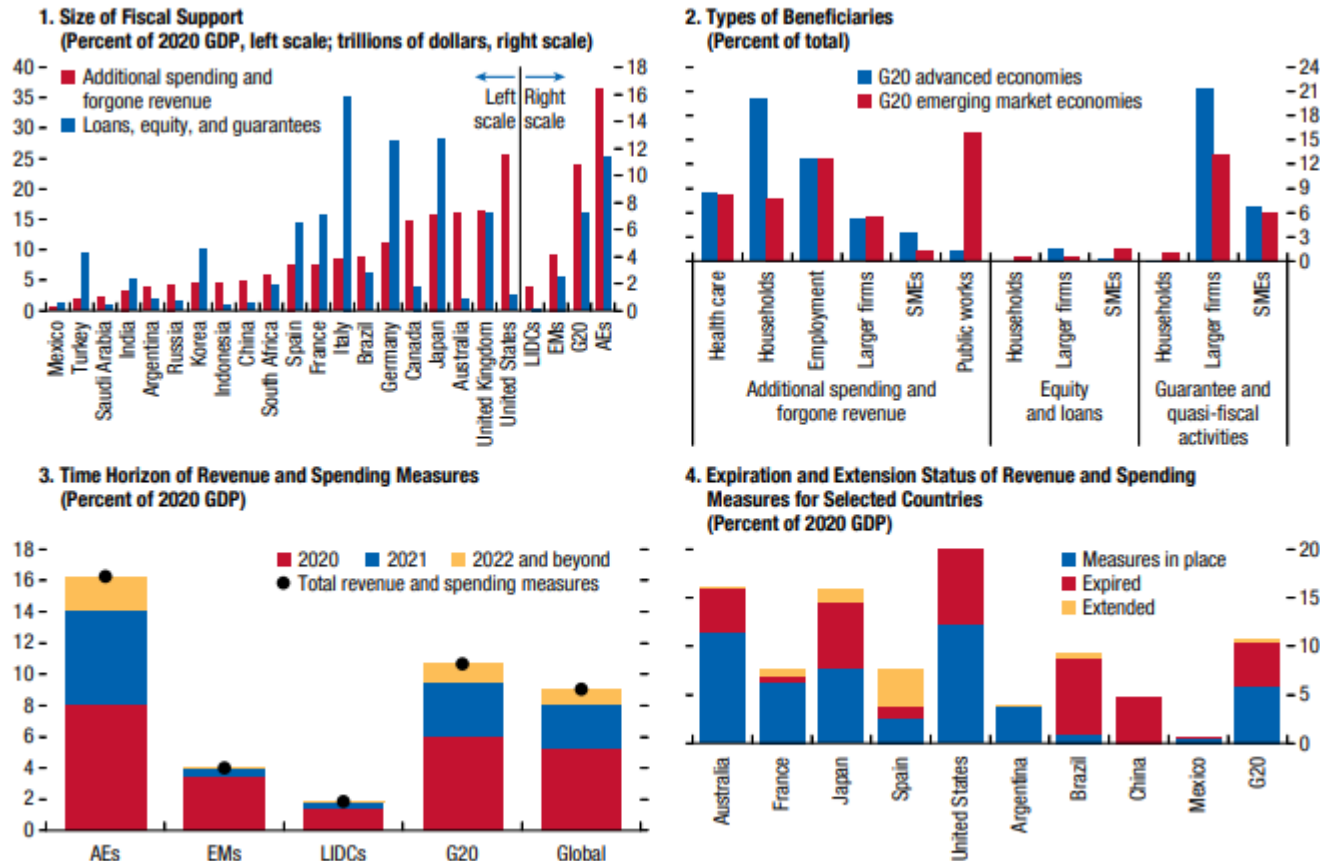 1. Size of Fiscal Support
(Percent of 2020 GDP, left scale; trillions of dollars, right scale)
40
35
30
25
20
15
10
5
0
Additional spending and
forgone revenue
Loans, equity, and guarantees
Left
scale
Right
scale
18
16
14
12
10
8
6
4
2
0
Mexico
Turkey
Saudi Arabia
India
Argentina
Russia
Korea
Indonesia
China
South Africa
Spain
France
Italy
Brazil
Germany
Canada
Japan
Australia
United Kingdom
United States
LIDCs
EMs
G20
AEs
2. Types of Beneficiaries
(Percent of total)
G20 advanced economies
G20 emerging market economies
24
21
18
15
12
9
6
3
0
Health care
Households
Employment
Larger firms
SMEs
Public works
Households
Larger firms
SMEs
Households
Larger firms
SMEs
Additional spending and
forgone revenue
Equity
and loans
Guarantee and
quasi-fiscal
activities
3. Time Horizon of Revenue and Spending Measures
(Percent of 2020 GDP)
18
16
14
12
10
8
6
4
2
0
2020 2021 2022 and beyond
Total revenue and spending measures
AEs EMs LIDCs G20 Global
4. Expiration and Extension Status of Revenue and Spending
Measures for Selected Countries
(Percent of 2020 GDP)
Measures in place
Expired
Extended
20
15
10
5
0
Australia
France
Japan
Spain
United States
Argentina
Brazil
China
Mexico
G20